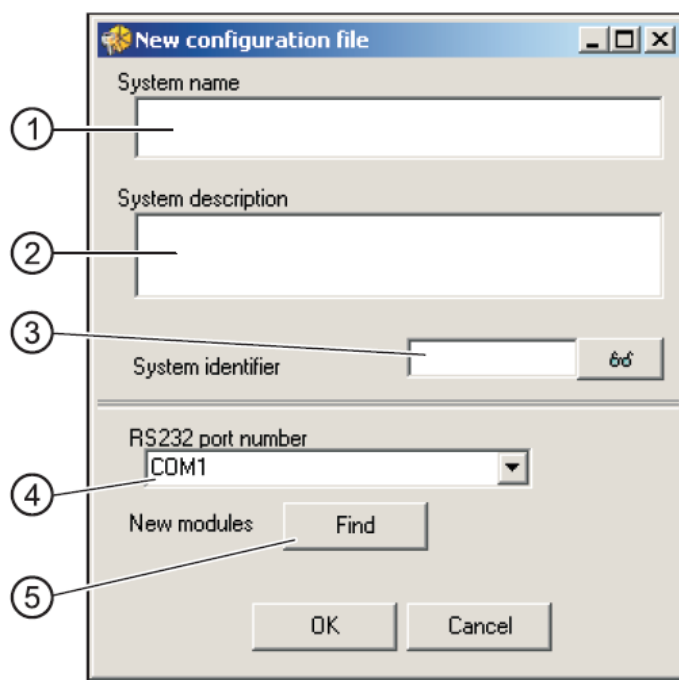 New configuration file
System name
1
System description
2
3
System identifier
RS232 port number
COM1
4
New modules Find
5
OK Cancel